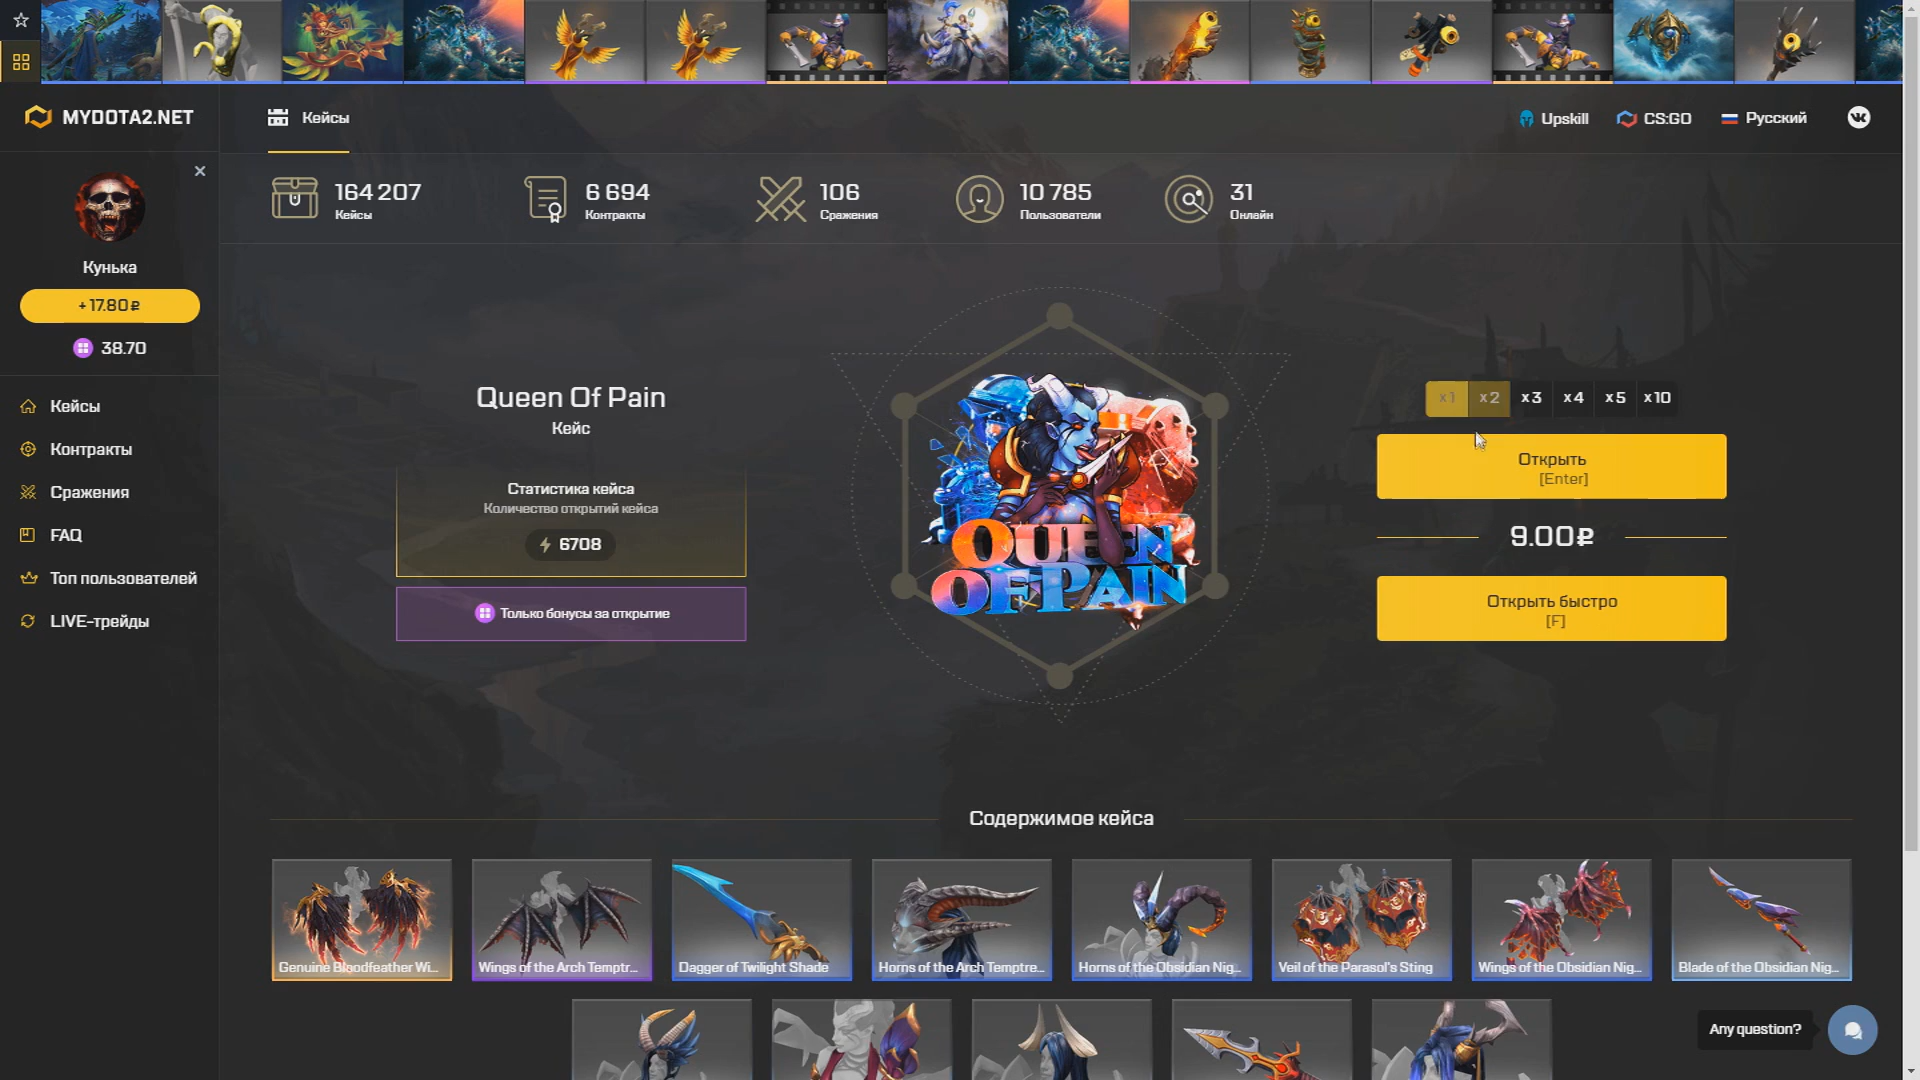 MYDOTA2.NET
Кейсы
Upskill
CS:GO
Русский
164 207
Кейсы
6 694
Контракты
106
Сражения
10 785
Пользователи
31
Онлайн
Кунька
+ 17.80₽
38.70
Кейсы
Контракты
Сражения
FAQ
Топ пользователей
LIVE-трейды
Queen Of Pain
Кейс
Статистика кейса
Количество открытий кейса
6708
Только бонусы за открытие
QUEEN
OF PAIN
x1 x2 x3 x4 x5 x10
Открыть
[Enter]
9.00₽
Открыть быстро
[F]
Содержимое кейса
Genuine Bloodfeather Wi...
Wings of the Arch Temptr...
Dagger of Twilight Shade
Horns of the Arch Temptre...
Horns of the Obsidian Nig...
Veil of the Parasol's Sting
Wings of the Obsidian Nig...
Blade of the Obsidian Nig...
Any question?